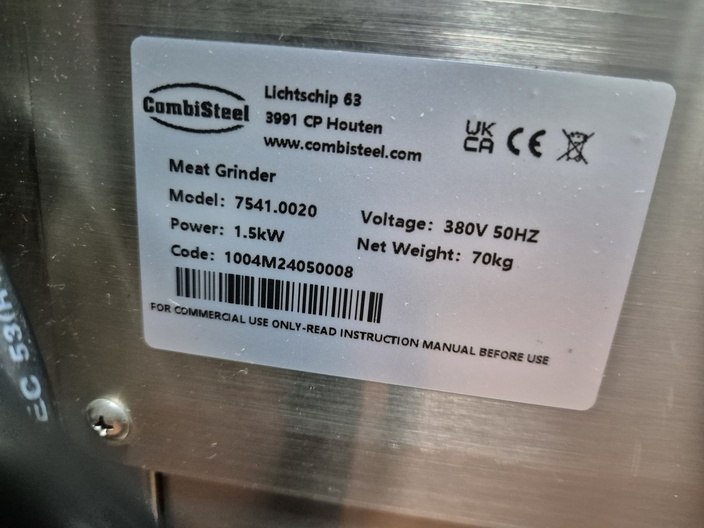 CombiSteel
Lichtschip 63
3991 CP Houten
www.combisteel.com
UK
CA
CE
Meat Grinder
Model: 7541.0020
Voltage: 380V 50HZ
Power: 1.5kW
Net Weight: 70kg
Code: 1004M24050008
FOR COMMERCIAL USE ONLY-READ INSTRUCTION MANUAL BEFORE USE